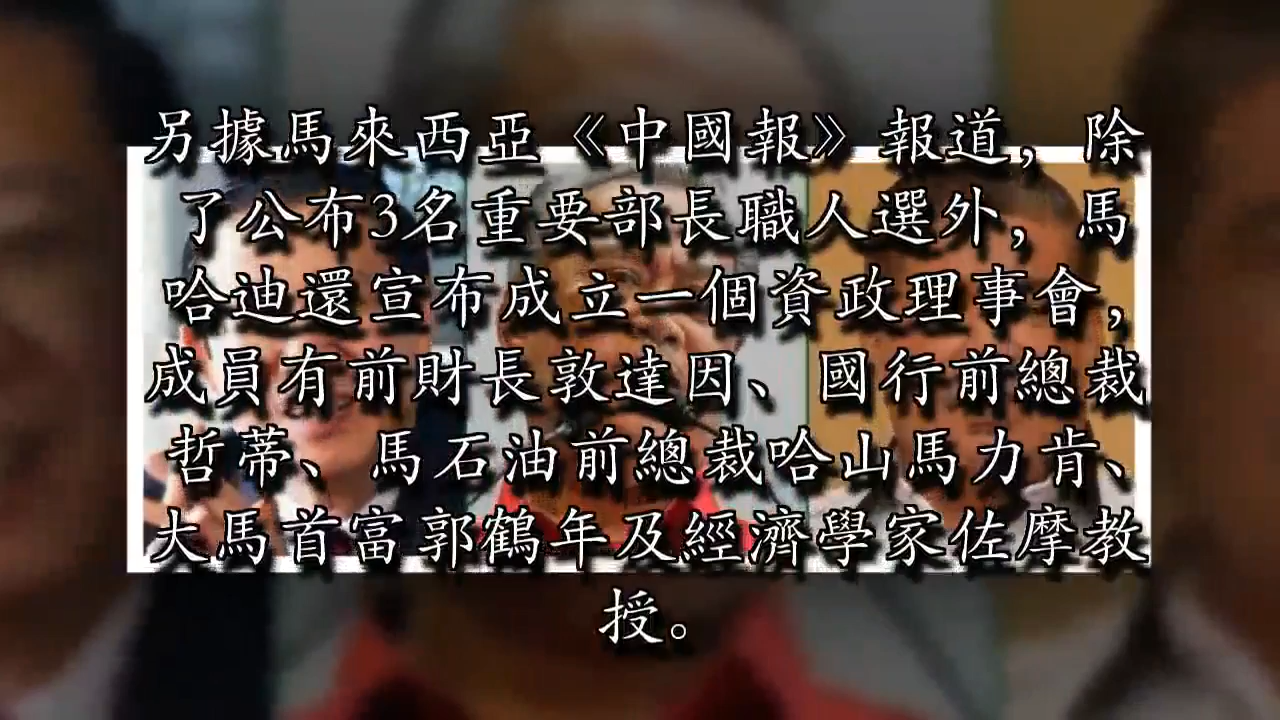 另據馬來西亞《中國報》報道，除
了公布3名重要部長職人選外，馬
哈迪還宣布成立一個資政理事會，
成員有前財長敦達因、國行前總裁
哲蒂、馬石油前總裁哈山馬力肯、
大馬首富郭鶴年及經濟學家佐摩教
授。